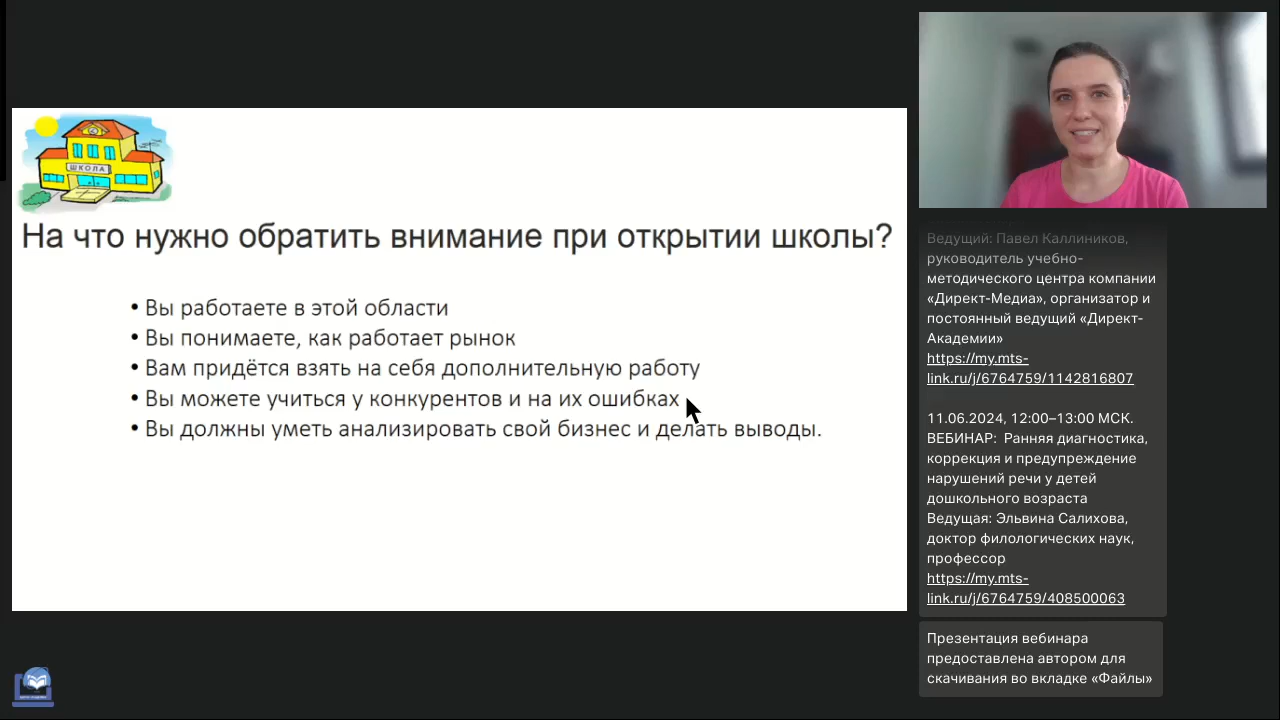 ШКОЛА
На что нужно обратить внимание при открытии школы?
• Вы работаете в этой области
• Вы понимаете, как работает рынок
• Вам придётся взять на себя дополнительную работу
• Вы можете учиться у конкурентов и на их ошибках
• Вы должны уметь анализировать свой бизнес и делать выводы.
Ведущий: Павел Каллиников,
руководитель учебно-
методического центра компании
«Директ-Медиа», организатор и
постоянный ведущий «Директ-
Академии»
https://my.mts-
link.ru/j/6764759/1142816807
11.06.2024, 12:00–13:00 МСК.
ВЕБИНАР:  Ранняя диагностика,
коррекция и предупреждение
нарушений речи у детей
дошкольного возраста
Ведущая: Эльвина Салихова,
доктор филологических наук,
профессор
https://my.mts-
link.ru/j/6764759/408500063
Презентация вебинара
предоставлена автором для
скачивания во вкладке «Файлы»